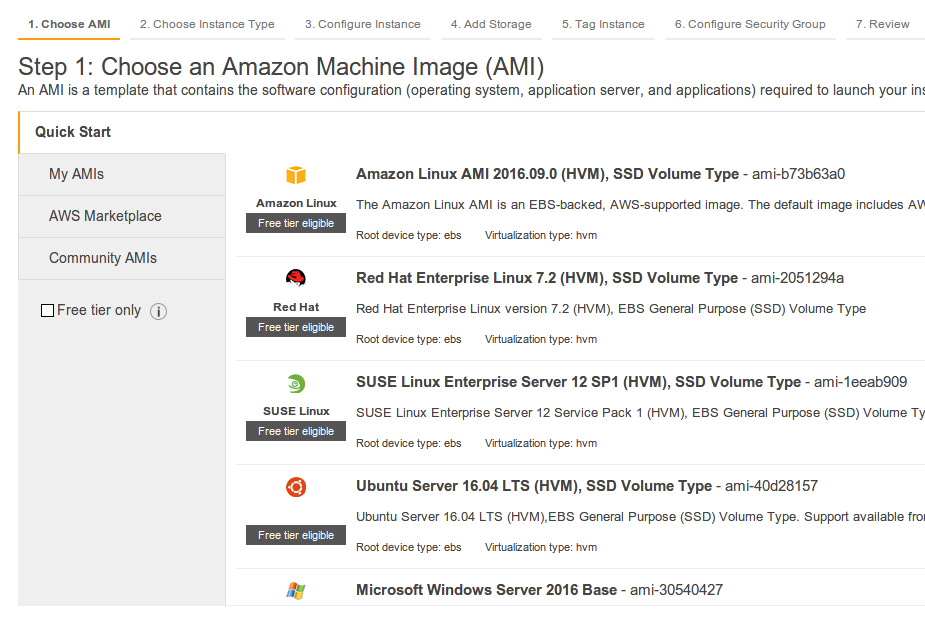 1. Choose AMI 2. Choose Instance Type 3. Configure Instance 4. Add Storage 5. Tag Instance 6. Configure Security Group 7. Review
Step 1: Choose an Amazon Machine Image (AMI)
An AMI is a template that contains the software configuration (operating system, application server, and applications) required to launch your ins
Quick Start
My AMIs
AWS Marketplace
Community AMIs
Free tier only
Amazon Linux
Free tier eligible
Amazon Linux AMI 2016.09.0 (HVM), SSD Volume Type - ami-b73b63a0
The Amazon Linux AMI is an EBS-backed, AWS-supported image. The default image includes AW
Root device type: ebs Virtualization type: hvm
Red Hat
Free tier eligible
Red Hat Enterprise Linux 7.2 (HVM), SSD Volume Type - ami-2051294a
Red Hat Enterprise Linux version 7.2 (HVM), EBS General Purpose (SSD) Volume Type
Root device type: ebs Virtualization type: hvm
SUSE Linux
Free tier eligible
SUSE Linux Enterprise Server 12 SP1 (HVM), SSD Volume Type - ami-1eeab909
SUSE Linux Enterprise Server 12 Service Pack 1 (HVM), EBS General Purpose (SSD) Volume Ty
Root device type: ebs Virtualization type: hvm
Free tier eligible
Ubuntu Server 16.04 LTS (HVM), SSD Volume Type - ami-40d28157
Ubuntu Server 16.04 LTS (HVM),EBS General Purpose (SSD) Volume Type. Support available fro
Root device type: ebs Virtualization type: hvm
Microsoft Windows Server 2016 Base - ami-30540427